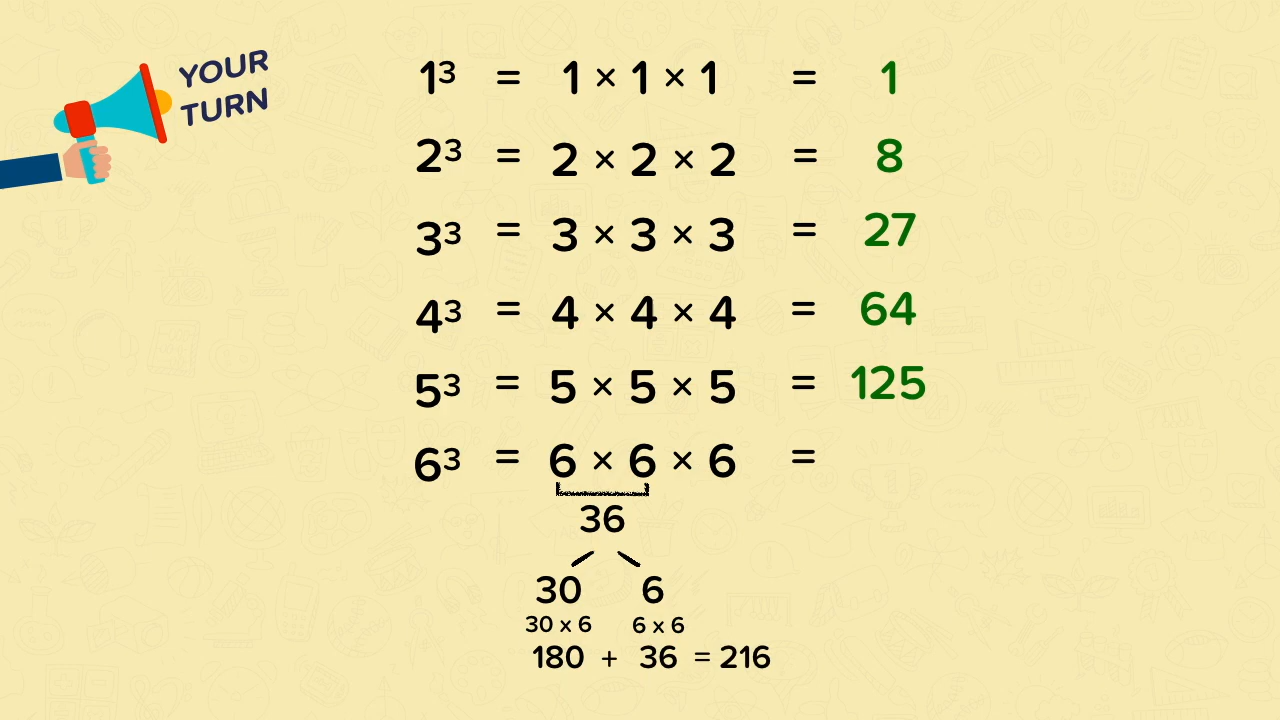 YOUR
TURN
1³ = 1 × 1 × 1 = 1
2³ = 2 × 2 × 2 = 8
3³ = 3 × 3 × 3 = 27
4³ = 4 × 4 × 4 = 64
5³ = 5 × 5 × 5 = 125
6³ = 6 × 6 × 6 =
36
30 6
30 x 6 6 x 6
180 + 36 = 216